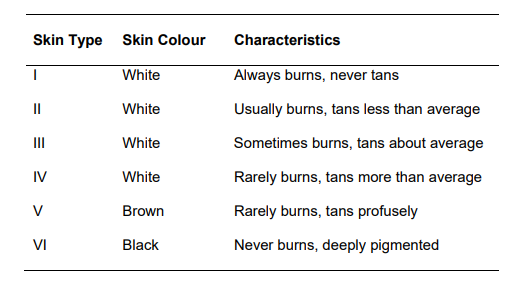 Skin Type Skin Colour Characteristics
I White Always burns, never tans
II White Usually burns, tans less than average
III White Sometimes burns, tans about average
IV White Rarely burns, tans more than average
V Brown Rarely burns, tans profusely
VI Black Never burns, deeply pigmented